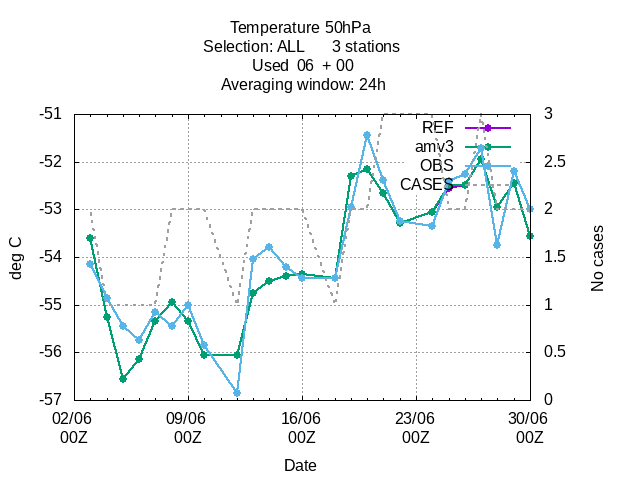 Temperature 50hPa
Selection: ALL 3 stations
Used 06 + 00
Averaging window: 24h
-51
-52
-53
-54
-55
-56
-57
deg C
3
2.5
2
1.5
1
0.5
0
No cases
REF
amv3
OBS
CASES
02/06 09/06 16/06 23/06 30/06
00Z 00Z 00Z 00Z 00Z
Date